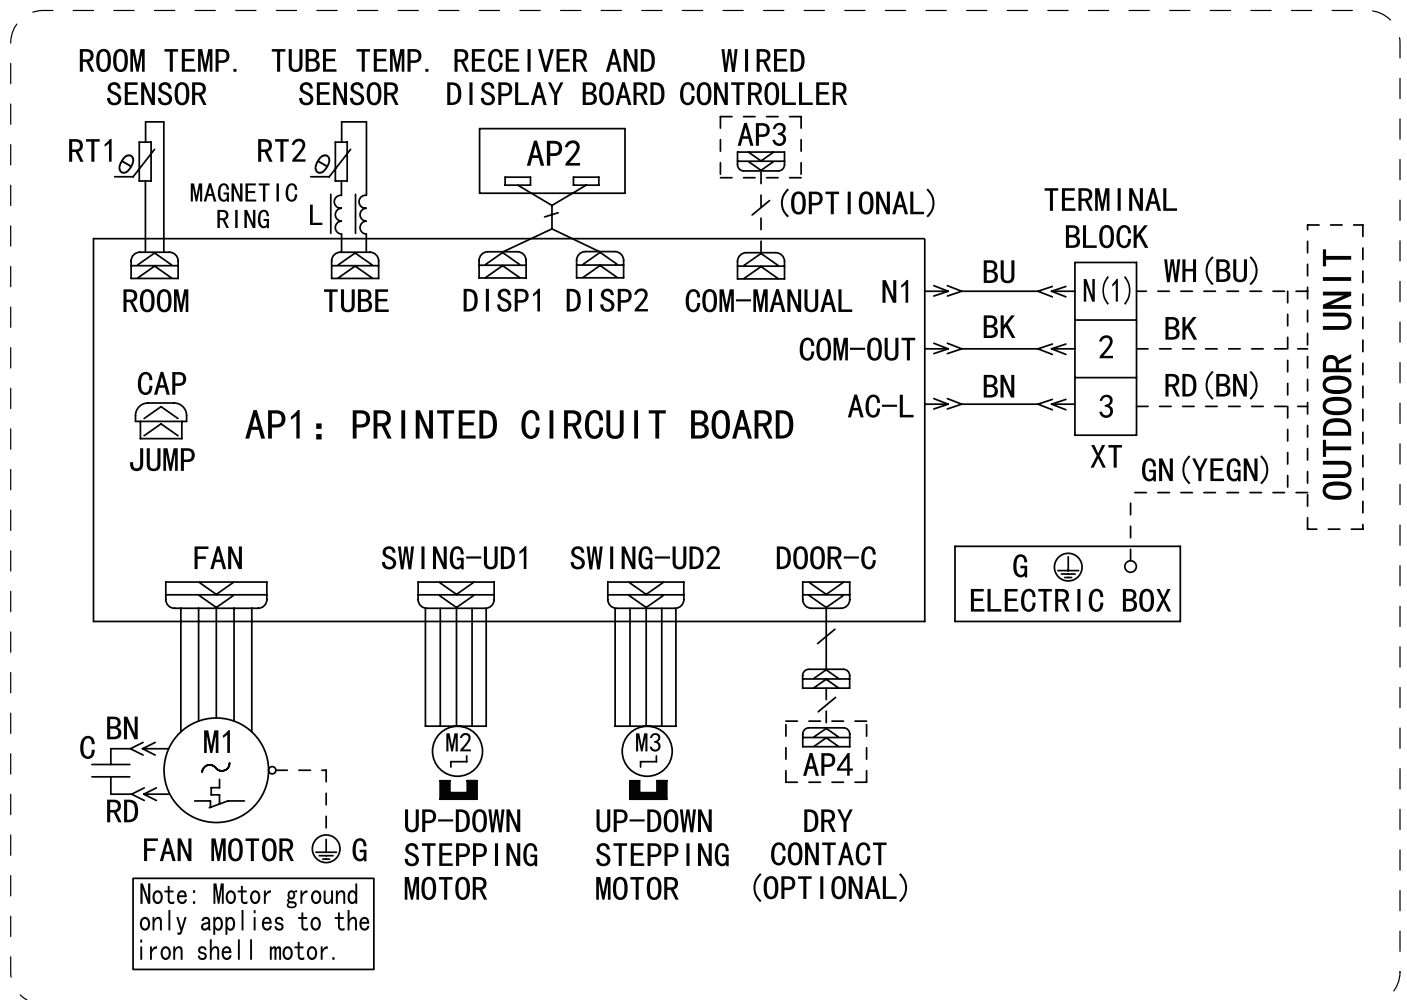 ROOM TEMP.
SENSOR
TUBE TEMP.
SENSOR
RECEIVER AND
DISPLAY BOARD
WIRED
CONTROLLER
RT1
RT2
AP2
AP3
MAGNETIC
RING
L
(OPTIONAL)
TERMINAL
BLOCK
ROOM
TUBE
DISP1
DISP2
COM-MANUAL
N1
BU
N(1)
WH(BU)
COM-OUT
BK
2
BK
AC-L
BN
3
RD(BN)
XT
GN(YEGN)
OUTDOOR UNIT
CAP
JUMP
AP1: PRINTED CIRCUIT BOARD
FAN
SWING-UD1
SWING-UD2
DOOR-C
G
ELECTRIC BOX
BN
C
RD
M1
M2
M3
AP4
FAN MOTOR
G
UP-DOWN
STEPPING
MOTOR
UP-DOWN
STEPPING
MOTOR
DRY
CONTACT
(OPTIONAL)
Note: Motor ground
only applies to the
iron shell motor.